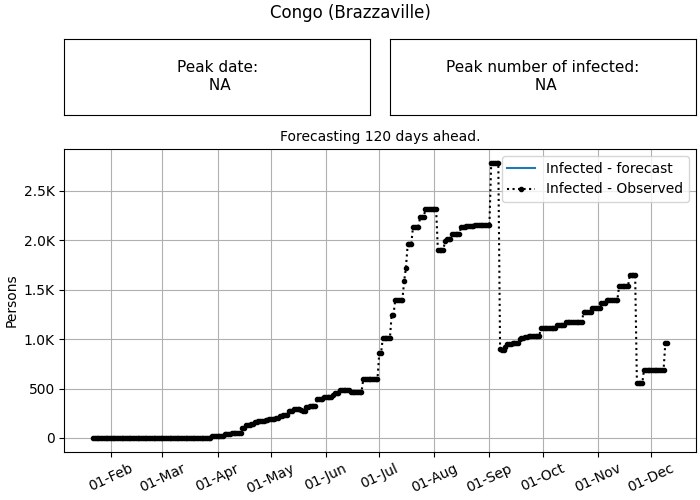 Congo (Brazzaville)
Peak date:
NA
Peak number of infected:
NA
Forecasting 120 days ahead.
Infected - forecast
Infected - Observed
2.5K
2.0K
1.5K
1.0K
500
0
Persons
01-Feb
01-Mar
01-Apr
01-May
01-Jun
01-Jul
01-Aug
01-Sep
01-Oct
01-Nov
01-Dec